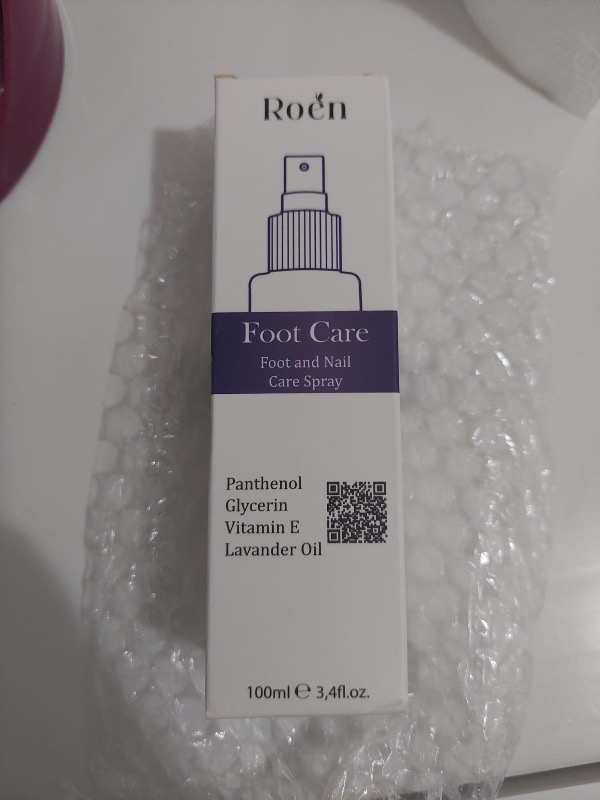 Roen
Foot Care
Foot and Nail
Care Spray
Panthenol
Glycerin
Vitamin E
Lavander Oil
100ml ℮ 3,4fl.oz.